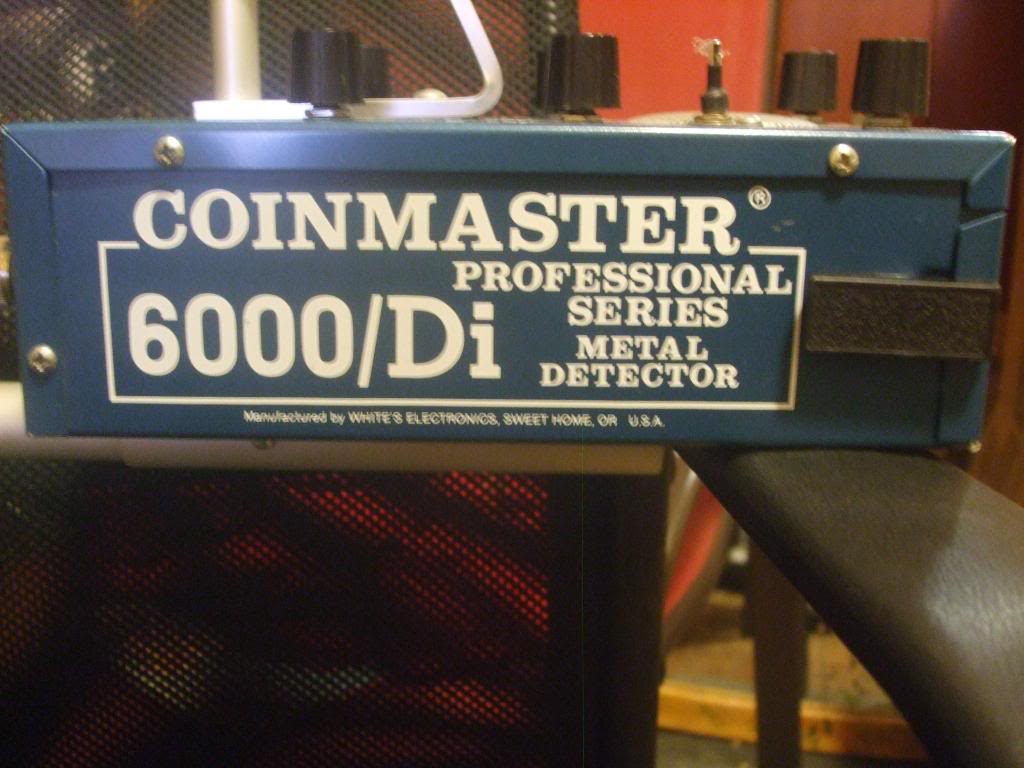 COINMASTER®
PROFESSIONAL
SERIES
6000/Di
METAL
DETECTOR
Manufactured by WHITE'S ELECTRONICS, SWEET HOME, OR U.S.A.